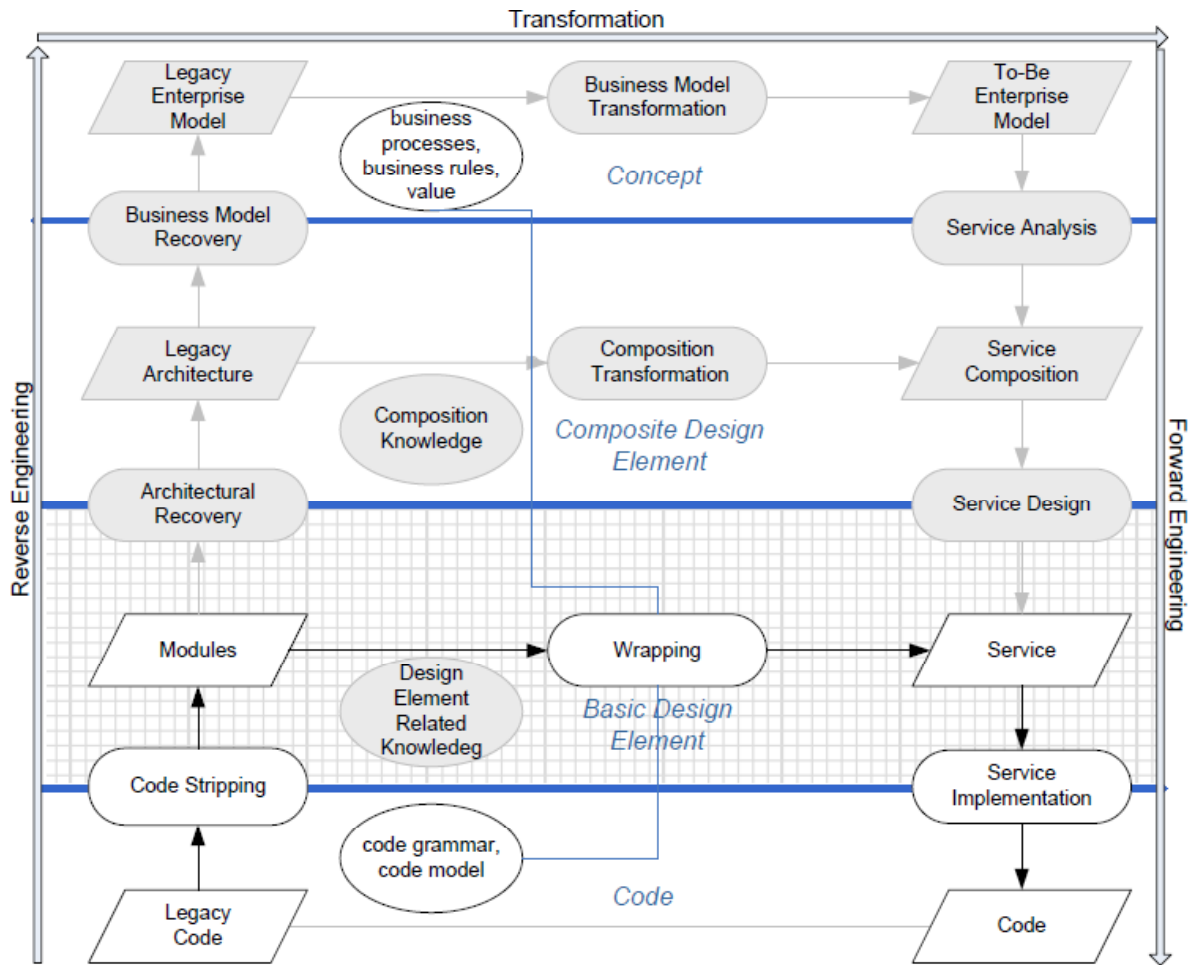 Transformation
Legacy
Enterprise
Model
Business Model
Transformation
To-Be
Enterprise
Model
business
processes,
business rules,
value
Concept
Business Model
Recovery
Service Analysis
Legacy
Architecture
Composition
Transformation
Service
Composition
Composition
Knowledge
Composite Design
Element
Reverse Engineering
Forward Engineering
Architectural
Recovery
Service Design
Modules
Wrapping
Service
Design
Element
Related
Knowledeg
Basic Design
Element
Code Stripping
Service
Implementation
code grammar,
code model
Code
Legacy
Code
Code